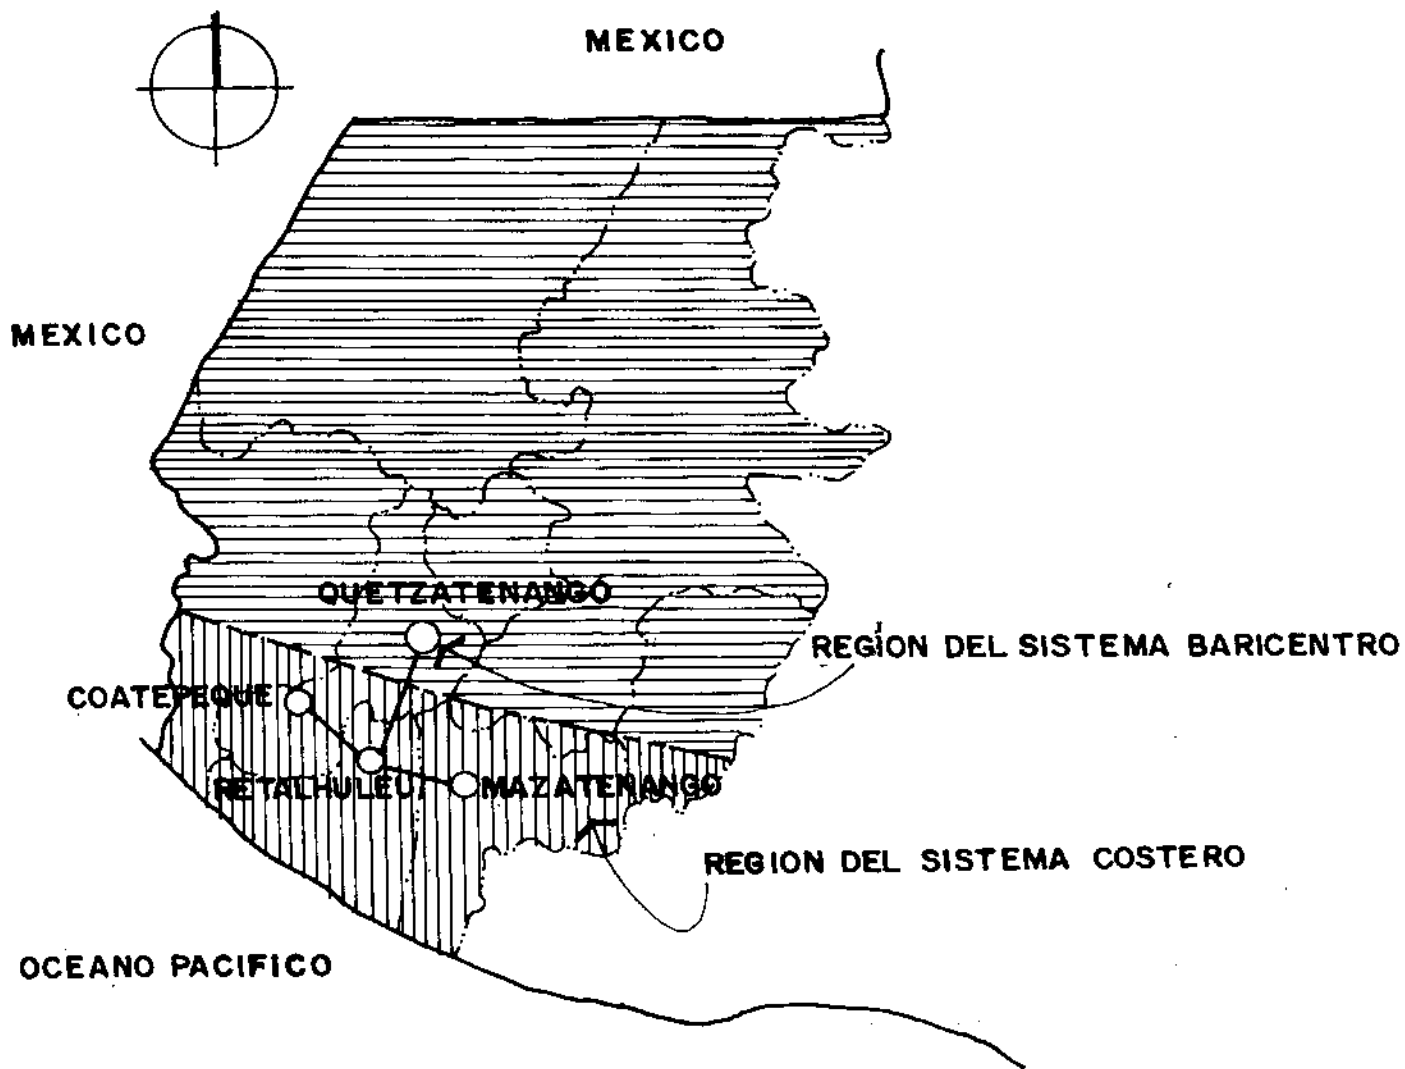 MEXICO
MEXICO
QUETZATENANGO
REGION DEL SISTEMA BARICENTRO
COATEPEQUE
RETALHULEU
MAZATENANGO
REGION DEL SISTEMA COSTERO
OCEANO PACIFICO